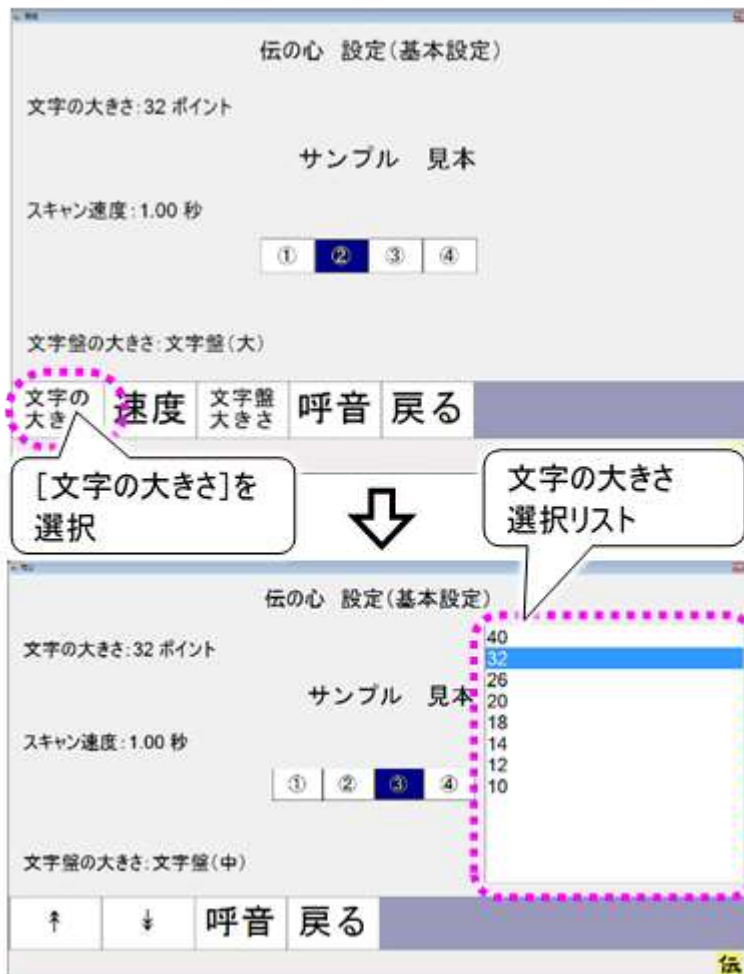 伝の心 設定(基本設定)
文字の大きさ:32 ポイント
サンプル 見本
スキャン速度:1.00 秒
① ② ③ ④
文字盤の大きさ:文字盤(大)
文字の
大き
速度
文字盤
大きさ
呼音
戻る
[文字の大きさ]を
選択
文字の大きさ
選択リスト
伝の心 設定(基本設定)
文字の大きさ:32 ポイント
サンプル 見本
スキャン速度:1.00 秒
① ② ③ ④
文字盤の大きさ:文字盤(中)
40
32
26
20
18
14
12
10
↟ ↡ 呼音 戻る
伝